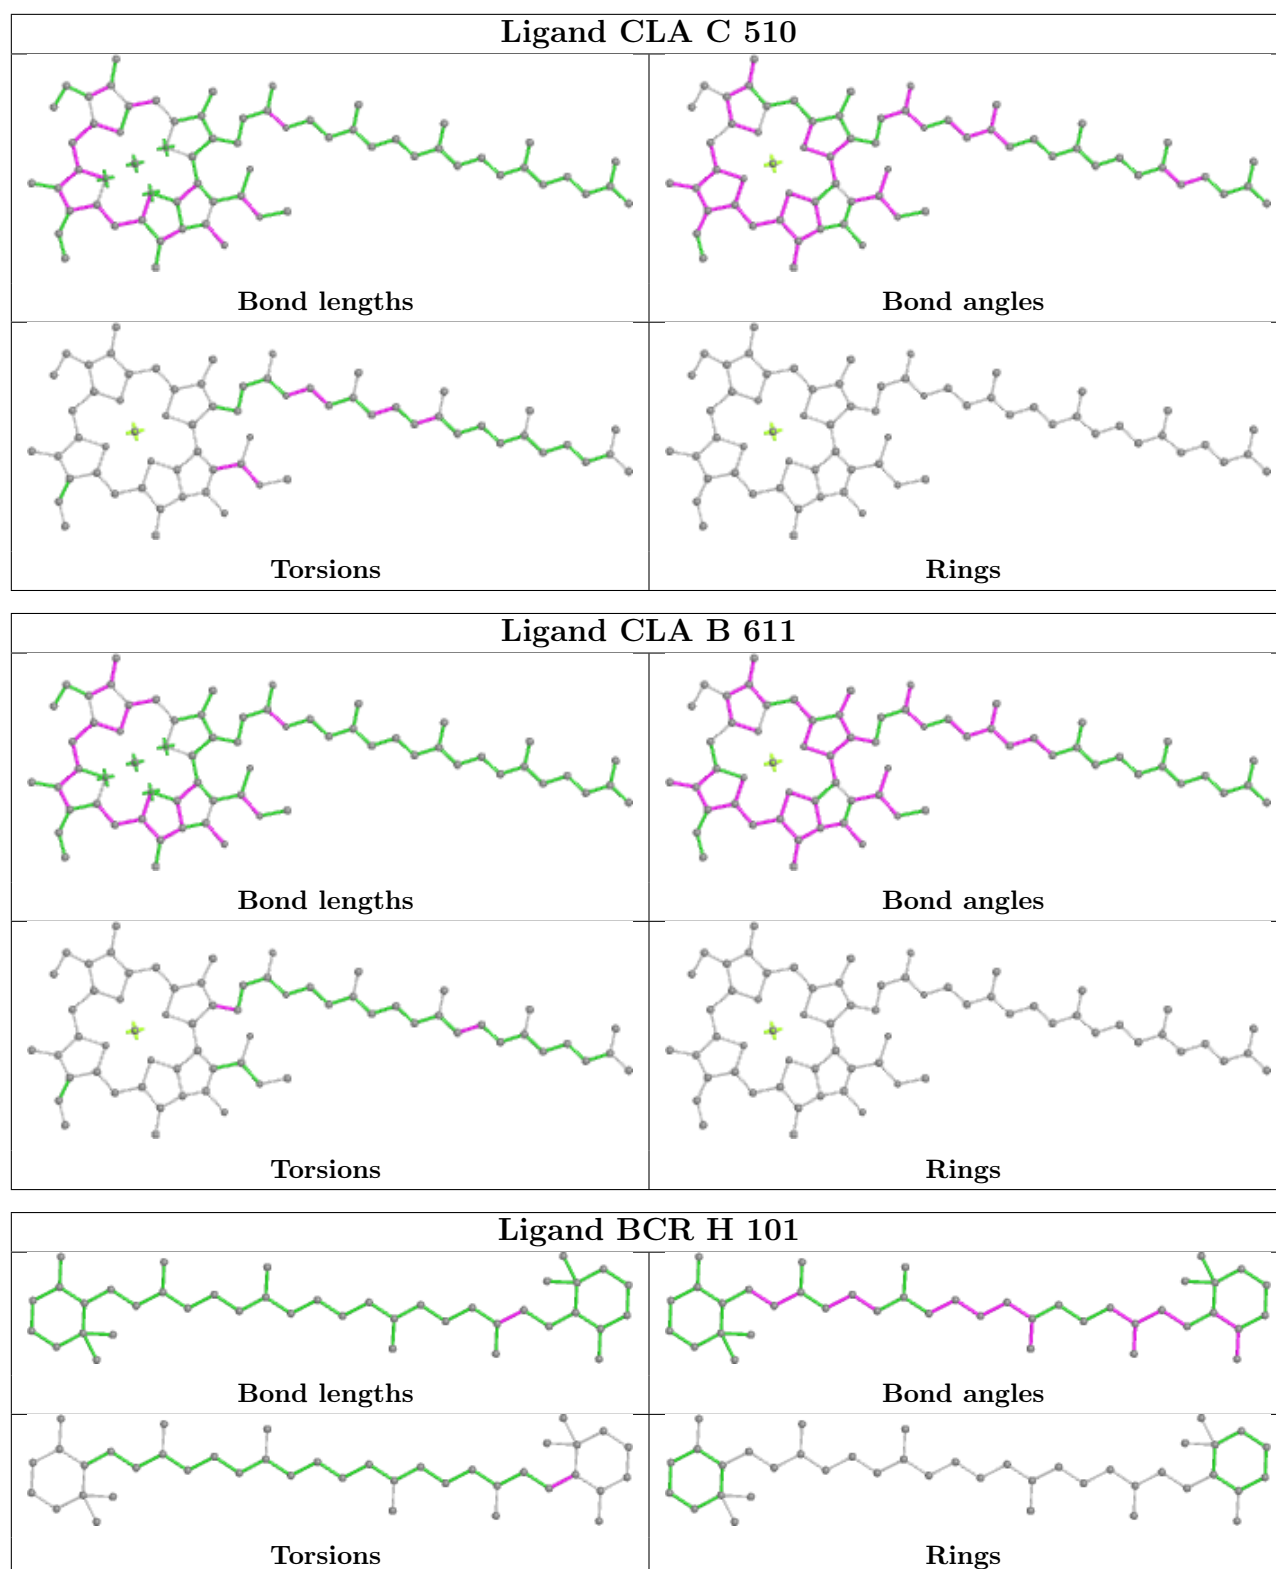 Ligand CLA C 510
Bond lengths
Bond angles
Torsions
Rings
Ligand CLA B 611
Bond lengths
Bond angles
Torsions
Rings
Ligand BCR H 101
Bond lengths
Bond angles
Torsions
Rings